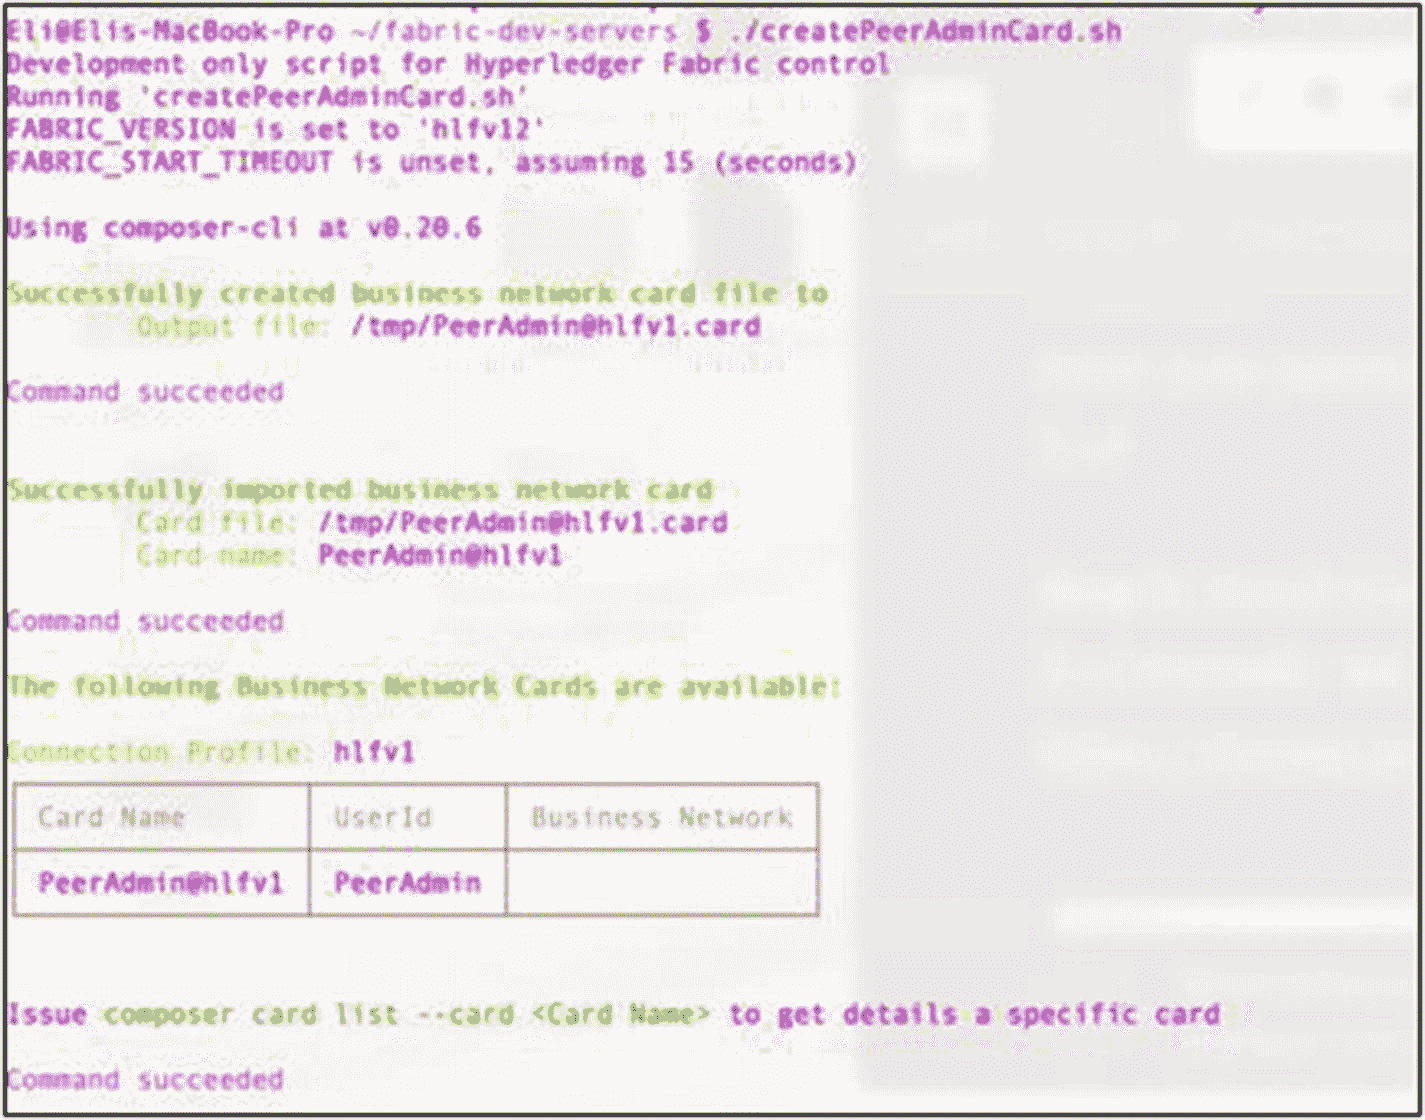 Eli@Elis-MacBook-Pro ~/fabric-dev-servers $ ./createPeerAdminCard.sh
Development only script for Hyperledger Fabric control
Running 'createPeerAdminCard.sh'
FABRIC_VERSION is set to 'hlfv12'
FABRIC_START_TIMEOUT is unset, assuming 15 (seconds)
Using composer-cli at v0.20.6
Successfully created business network card file to
Output file: /tmp/PeerAdmin@hlfv1.card
Command succeeded
Successfully imported business network card
Card file: /tmp/PeerAdmin@hlfv1.card
Card name: PeerAdmin@hlfv1
Command succeeded
The following Business Network Cards are available:
Connection Profile: hlfv1
Card Name UserId Business Network
PeerAdmin@hlfv1 PeerAdmin
Issue composer card list --card <Card Name> to get details a specific card
Command succeeded